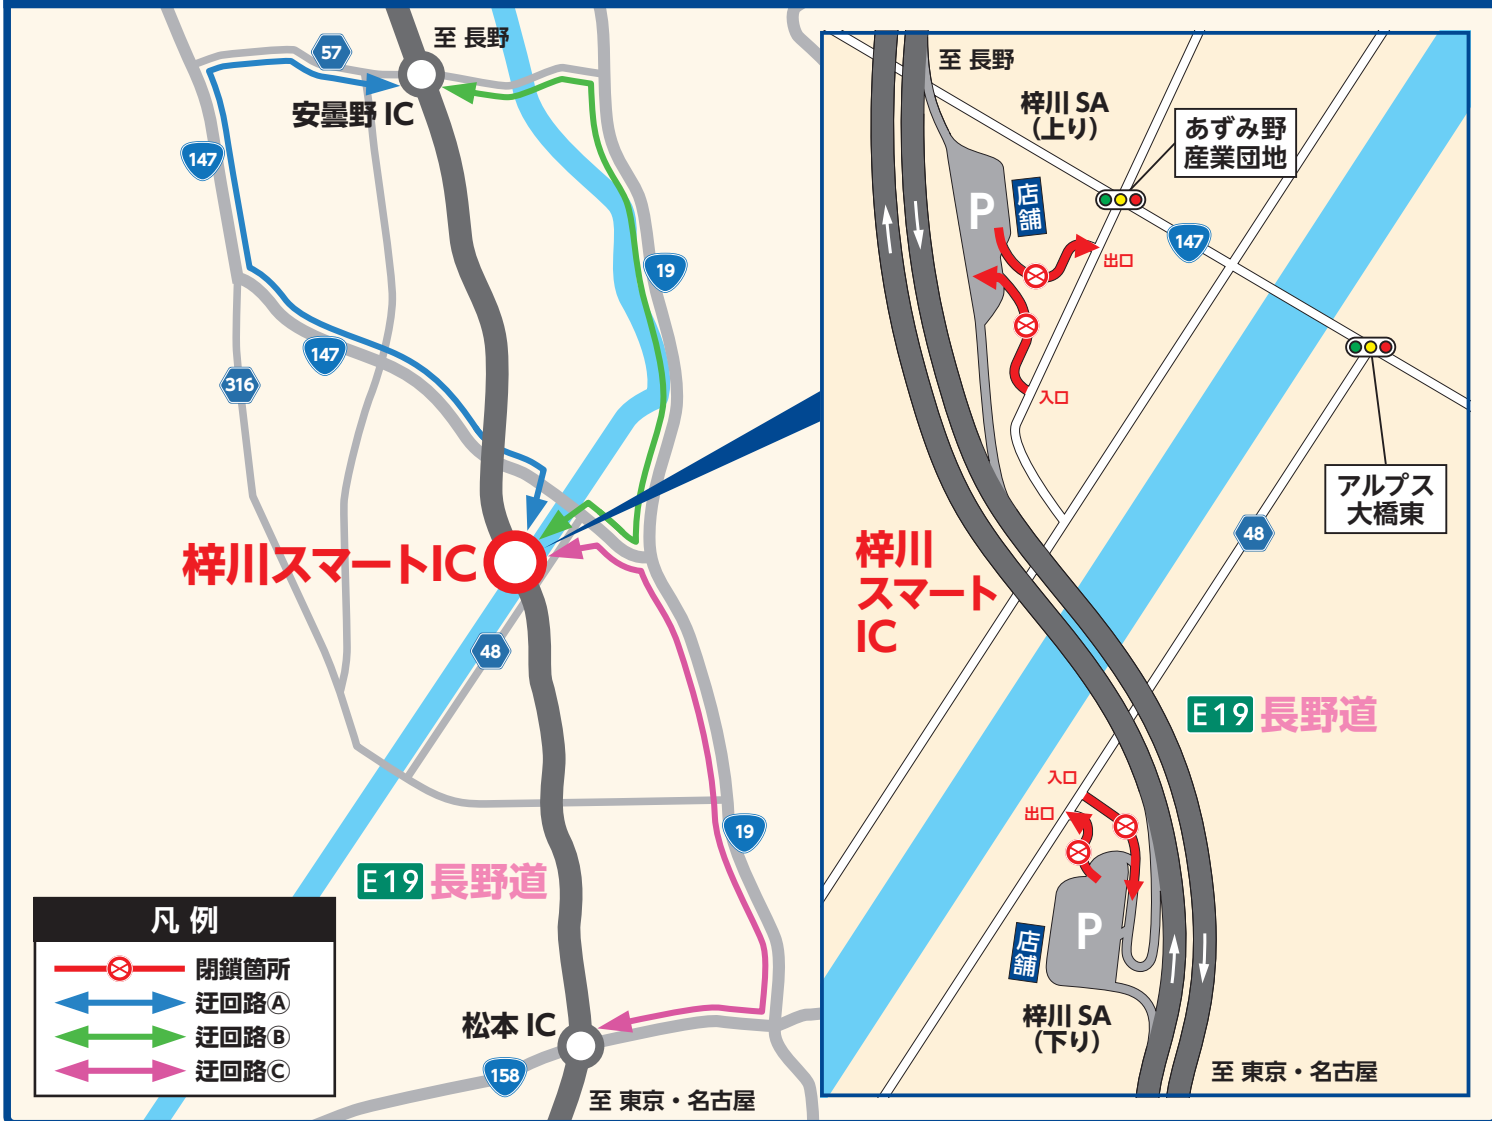 至 長野
57
安曇野 IC
147
19
147
316
梓川スマートIC
48
19
E19 長野道
松本 IC
158
至 東京・名古屋
凡 例
閉鎖箇所
迂回路Ⓐ
迂回路Ⓑ
迂回路Ⓒ
至 長野
梓川 SA
(上り)
あずみ野
産業団地
P
店舗
147
出口
入口
アルプス
大橋東
48
梓川
スマート
IC
E19 長野道
入口
出口
P
店舗
梓川 SA
(下り)
至 東京・名古屋